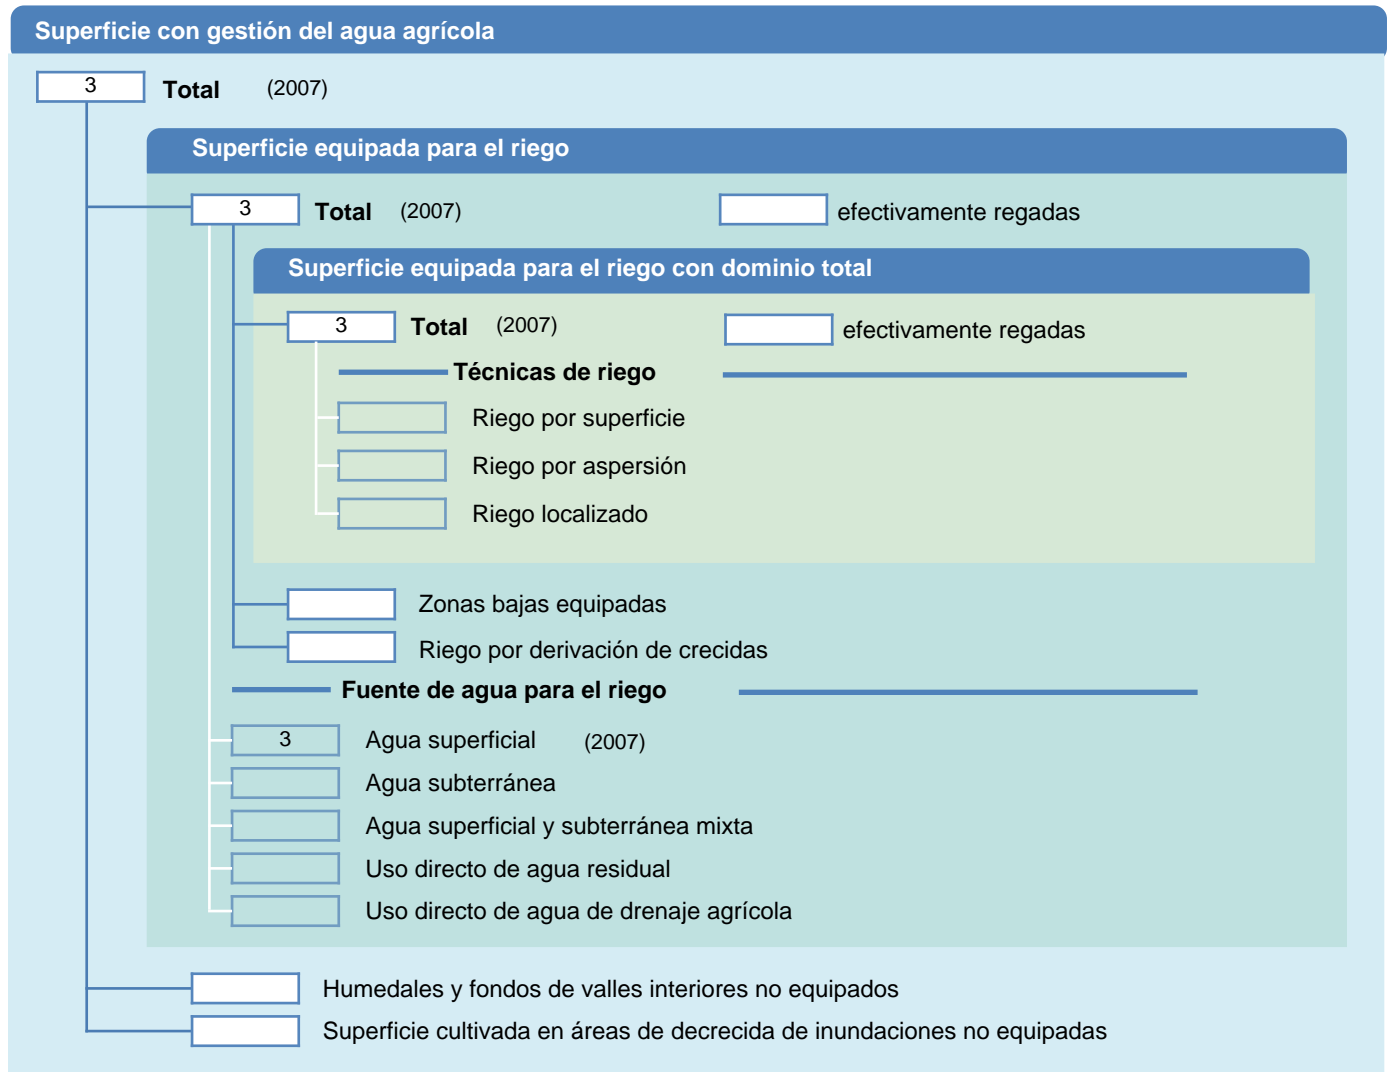 Superficie con gestión del agua agrícola
3 Total (2007)
Superficie equipada para el riego
3 Total (2007) efectivamente regadas
Superficie equipada para el riego con dominio total
3 Total (2007) efectivamente regadas
Técnicas de riego
Riego por superficie
Riego por aspersión
Riego localizado
Zonas bajas equipadas
Riego por derivación de crecidas
Fuente de agua para el riego
3 Agua superficial (2007)
Agua subterránea
Agua superficial y subterránea mixta
Uso directo de agua residual
Uso directo de agua de drenaje agrícola
Humedales y fondos de valles interiores no equipados
Superficie cultivada en áreas de decrecida de inundaciones no equipadas